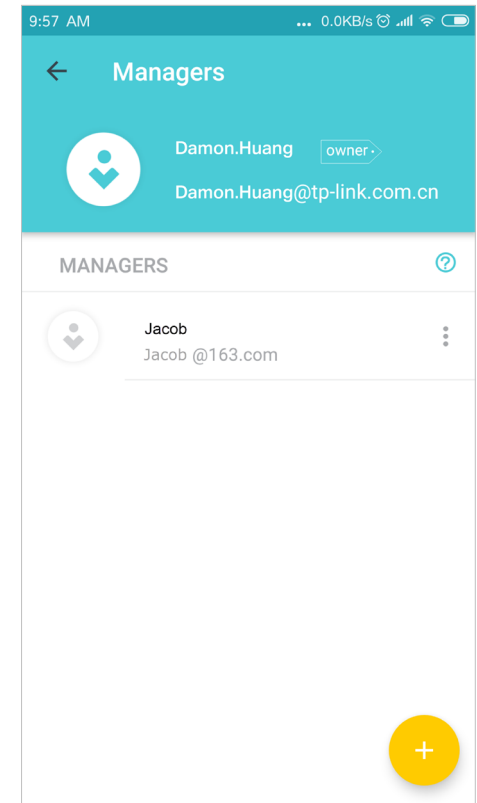 9:57 AM ... 0.0KB/s
Managers
Damon.Huang owner
Damon.Huang@tp-link.com.cn
MANAGERS ?
Jacob
Jacob @163.com
+